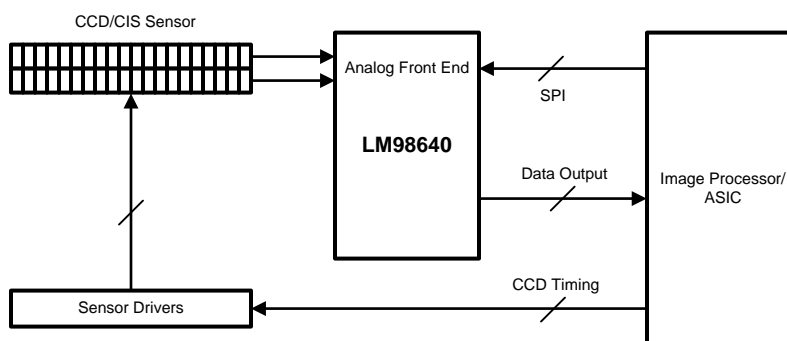 CCD/CIS Sensor
Analog Front End
LM98640
SPI
Data Output
Image Processor/
ASIC
CCD Timing
Sensor Drivers